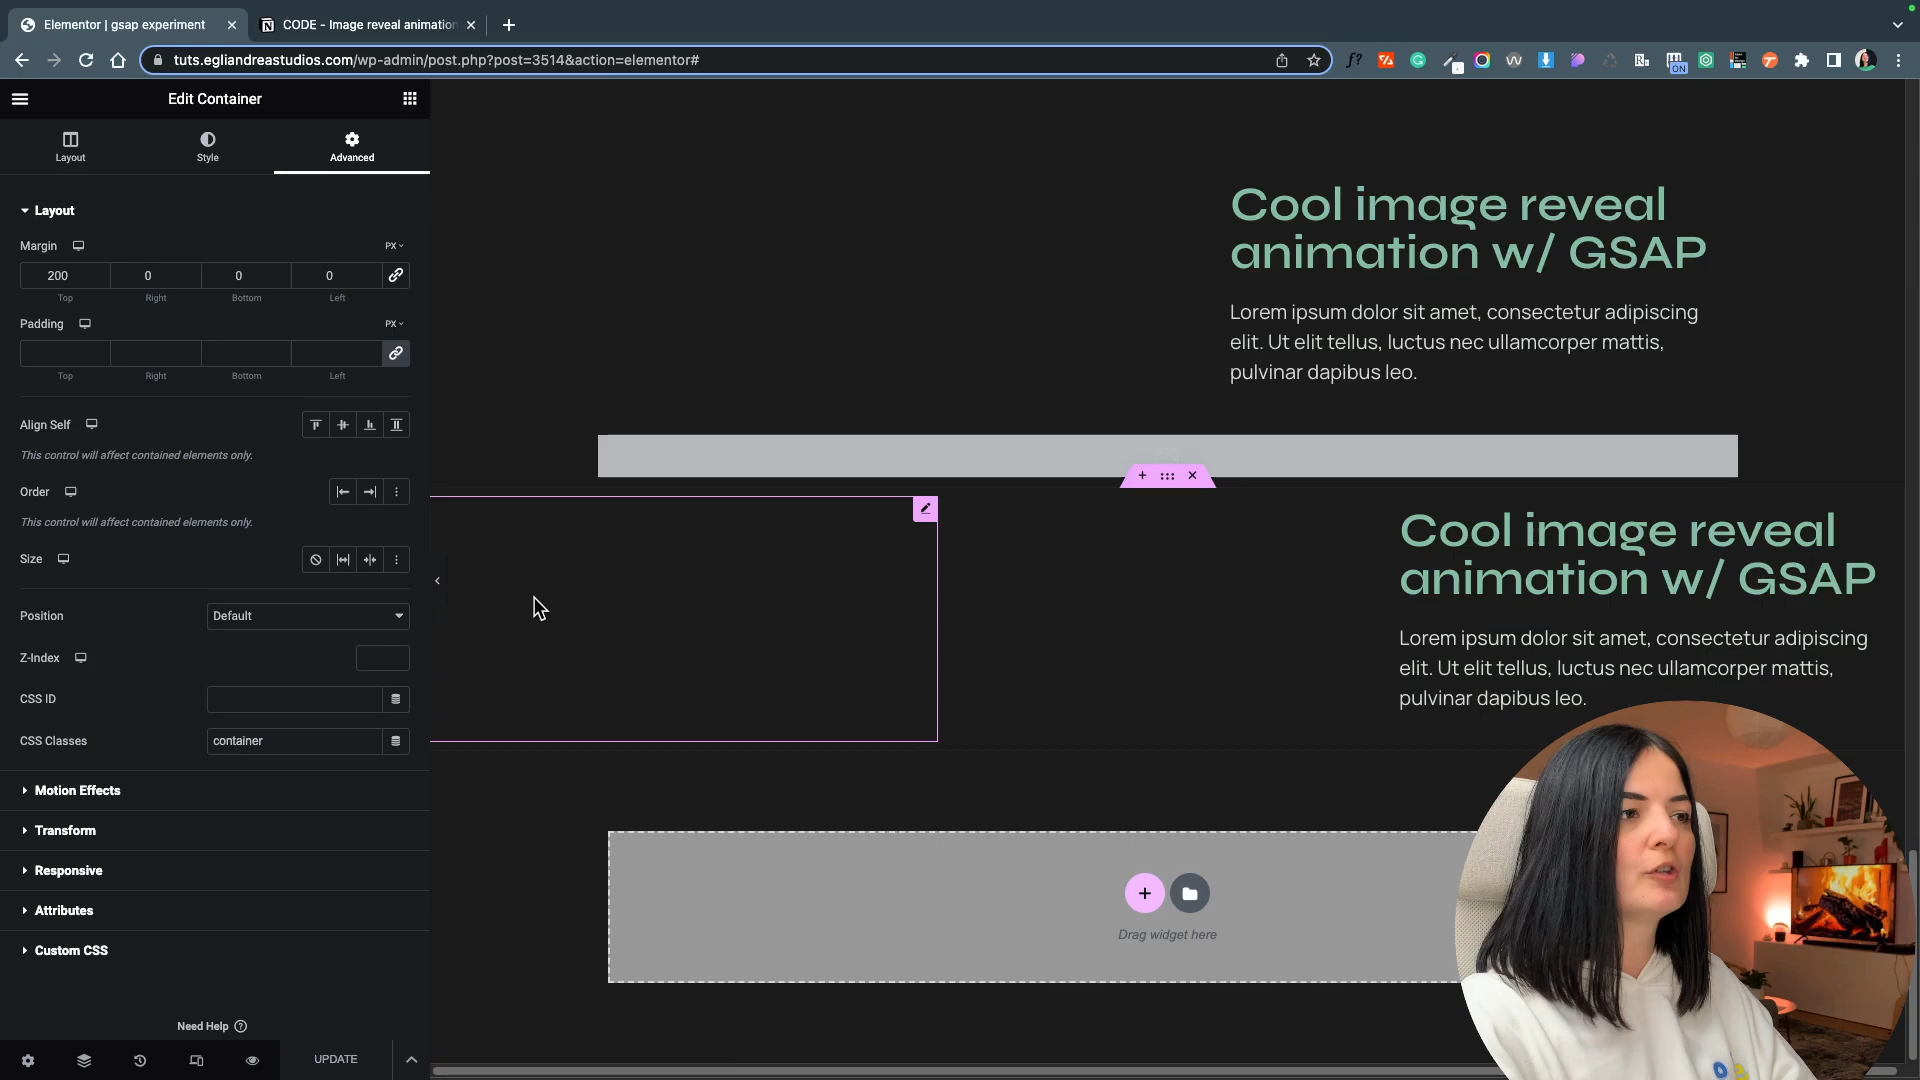 Elementor | gsap experiment
CODE - Image reveal animation
tuts.egliandreastudios.com/wp-admin/post.php?post=3514&action=elementor#
ON
Edit Container
Layout
Style
Advanced
Layout
Margin
PX
200
0
0
0
Top
Right
Bottom
Left
Padding
PX
Top
Right
Bottom
Left
Align Self
This control will affect contained elements only.
Order
This control will affect contained elements only.
Size
Position
Default
Z-Index
CSS ID
CSS Classes
container
Motion Effects
Transform
Responsive
Attributes
Custom CSS
Need Help
UPDATE
Cool image reveal
animation w/ GSAP
Lorem ipsum dolor sit amet, consectetur adipiscing
elit. Ut elit tellus, luctus nec ullamcorper mattis,
pulvinar dapibus leo.
Cool image reveal
animation w/ GSAP
Lorem ipsum dolor sit amet, consectetur adipiscing
elit. Ut elit tellus, luctus nec ullamcorper mattis,
pulvinar dapibus leo.
Drag widget here